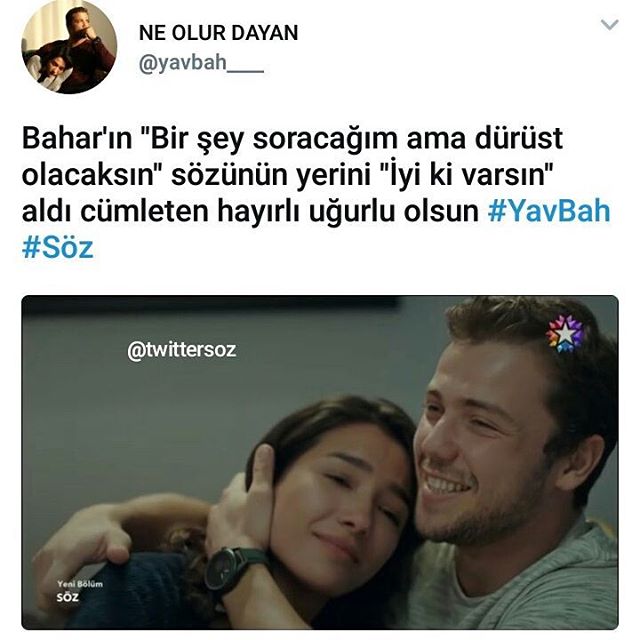 NE OLUR DAYAN
@yavbah____
Bahar'ın "Bir şey soracağım ama dürüst
olacaksın" sözünün yerini "İyi ki varsın"
aldı cümleten hayırlı uğurlu olsun #YavBah
#Söz
@twittersoz
Yeni Bölüm
SÖZ